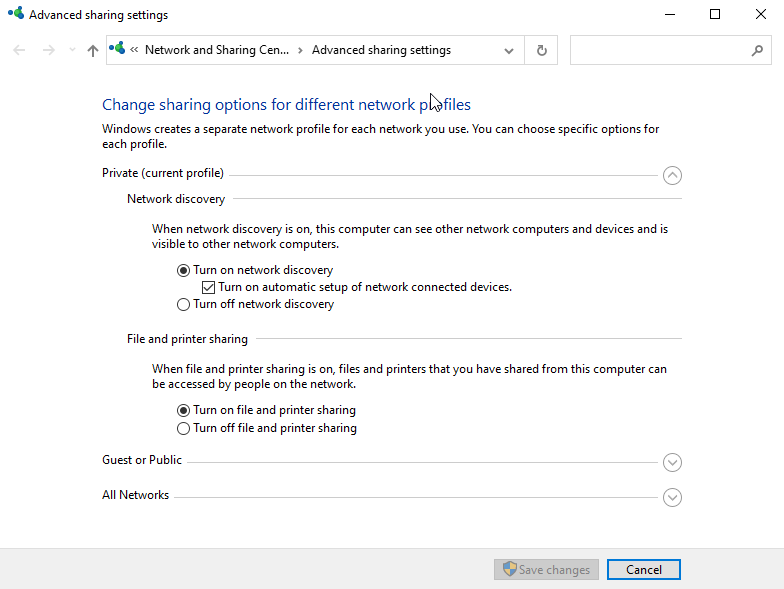 Advanced sharing settings
« Network and Sharing Cen... > Advanced sharing settings
Change sharing options for different network profiles
Windows creates a separate network profile for each network you use. You can choose specific options for
each profile.
Private (current profile)
Network discovery
When network discovery is on, this computer can see other network computers and devices and is
visible to other network computers.
Turn on network discovery
Turn on automatic setup of network connected devices.
Turn off network discovery
File and printer sharing
When file and printer sharing is on, files and printers that you have shared from this computer can
be accessed by people on the network.
Turn on file and printer sharing
Turn off file and printer sharing
Guest or Public
All Networks
Save changes
Cancel